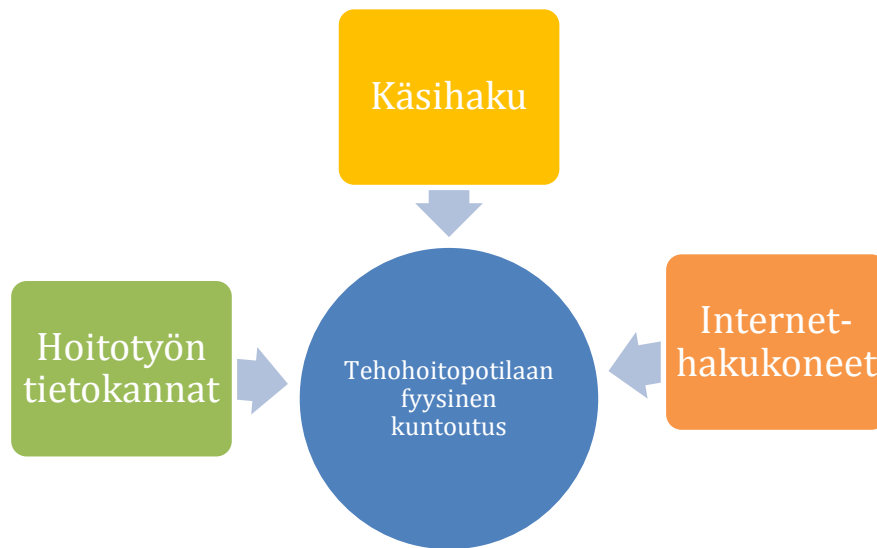 Käsihaku
Hoitotyön
tietokannat
Tehohoitopotilaan
fyysinen
kuntoutus
Internet-
hakukoneet